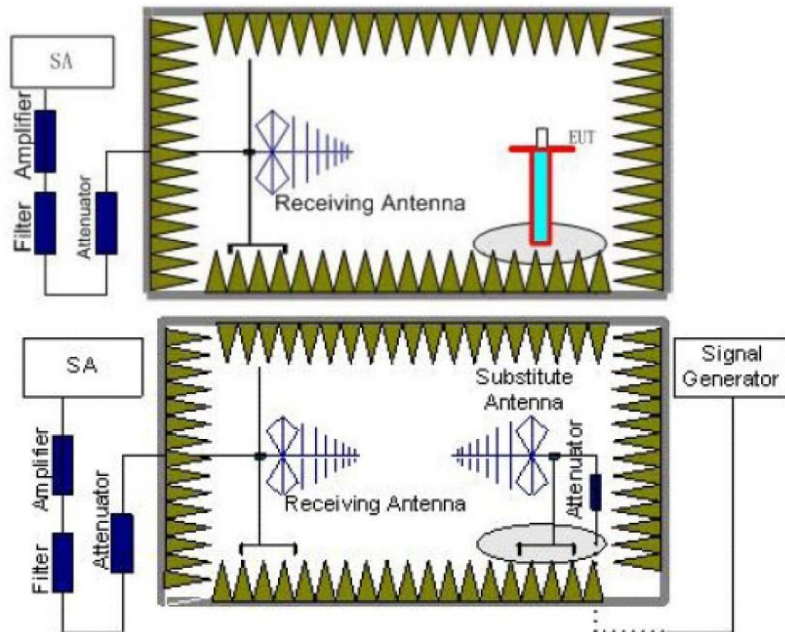 SA
Amplifier
Filter
Attenuator
Receiving Antenna
EUT
SA
Amplifier
Filter
Attenuator
Receiving Antenna
Substitute
Antenna
Attenuator
Signal
Generator